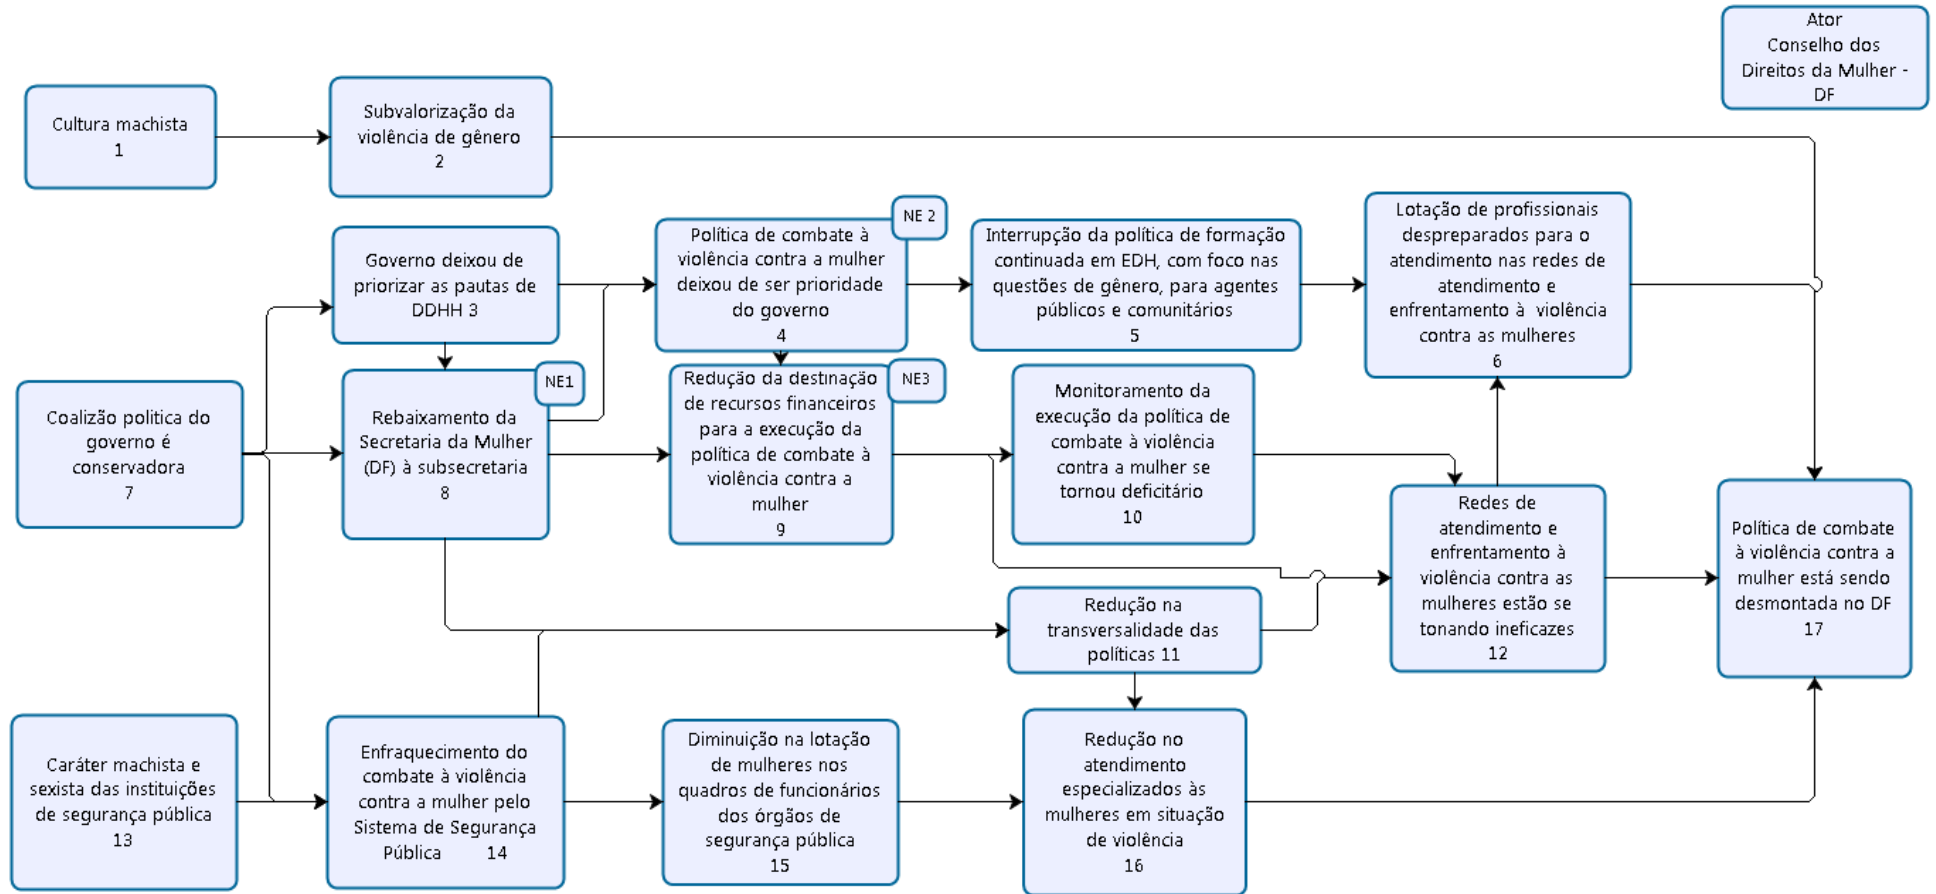 Ator
Conselho dos
Direitos da Mulher -
DF
Cultura machista
1
Subvalorização da
violência de gênero
2
Governo deixou de
priorizar as pautas de
DDHH 3
NE 2
Política de combate à
violência contra a mulher
deixou de ser prioridade
do governo
4
Interrupção da política de formação
continuada em EDH, com foco nas
questões de gênero, para agentes
públicos e comunitários
5
Lotação de profissionais
despreparados para o
atendimento nas redes de
atendimento e
enfrentamento à violência
contra as mulheres
6
Coalizão politica do
governo é
conservadora
7
NE1
Rebaixamento da
Secretaria da Mulher
(DF) à subsecretaria
8
NE3
Redução da destinação
de recursos financeiros
para a execução da
política de combate à
violência contra a
mulher
9
Monitoramento da
execução da política de
combate à violência
contra a mulher se
tornou deficitário
10
Redução na
transversalidade das
políticas 11
Redes de
atendimento e
enfrentamento à
violência contra as
mulheres estão se
tonando ineficazes
12
Política de combate
à violência contra a
mulher está sendo
desmontada no DF
17
Caráter machista e
sexista das instituições
de segurança pública
13
Enfraquecimento do
combate à violência
contra a mulher pelo
Sistema de Segurança
Pública 14
Diminuição na lotação
de mulheres nos
quadros de funcionários
dos órgãos de
segurança pública
15
Redução no
atendimento
especializados às
mulheres em situação
de violência
16